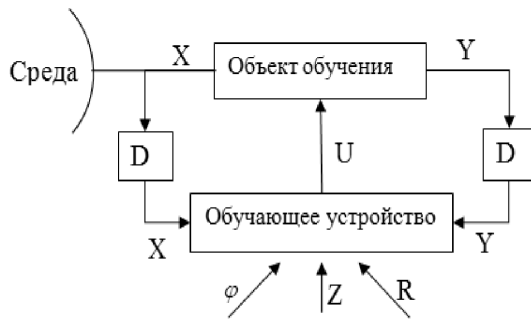 Среда
X
Объект обучения
Y
D
U
D
X
Обучающее устройство
Y
φ
Z
R